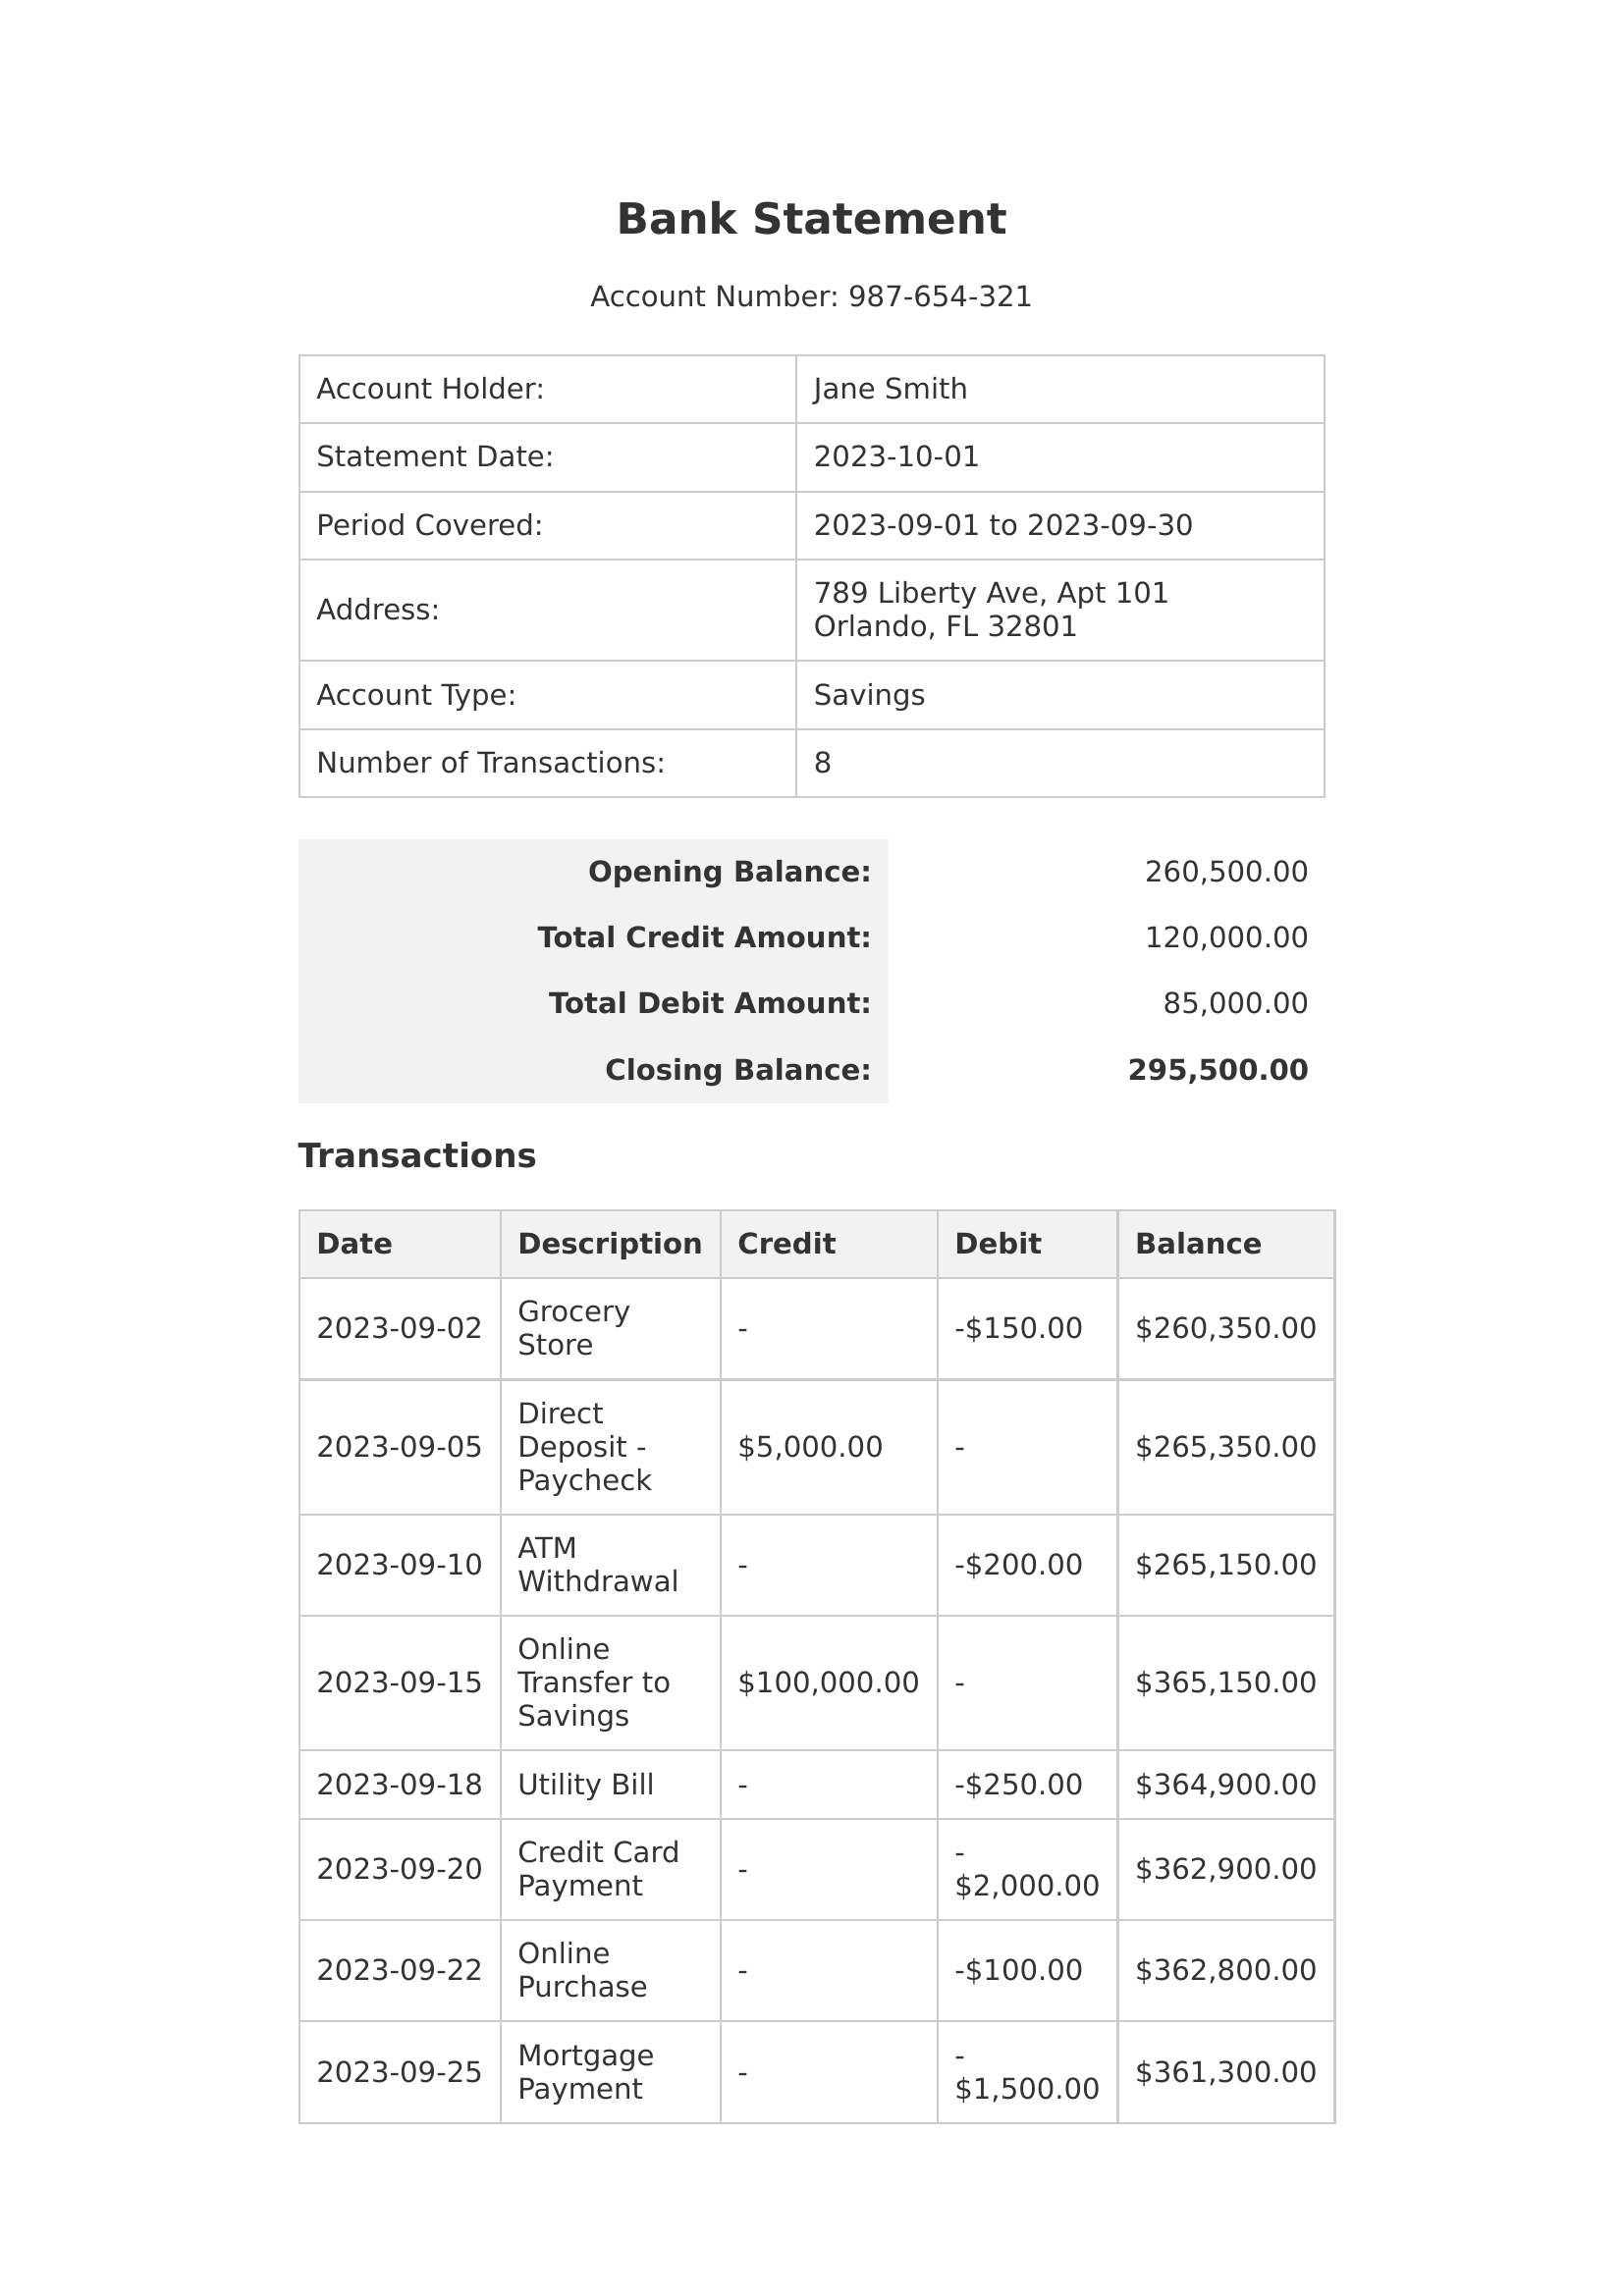 Bank Statement
Account Number: 987-654-321
Account Holder: Jane Smith
Statement Date: 2023-10-01
Period Covered: 2023-09-01 to 2023-09-30
Address: 789 Liberty Ave, Apt 101
Orlando, FL 32801
Account Type: Savings
Number of Transactions: 8
Opening Balance: 260,500.00
Total Credit Amount: 120,000.00
Total Debit Amount: 85,000.00
Closing Balance: 295,500.00
Transactions
Date Description Credit Debit Balance
2023-09-02 Grocery
Store - -$150.00 $260,350.00
2023-09-05 Direct
Deposit -
Paycheck $5,000.00 - $265,350.00
2023-09-10 ATM
Withdrawal - -$200.00 $265,150.00
2023-09-15 Online
Transfer to
Savings $100,000.00 - $365,150.00
2023-09-18 Utility Bill - -$250.00 $364,900.00
2023-09-20 Credit Card
Payment - -
$2,000.00 $362,900.00
2023-09-22 Online
Purchase - -$100.00 $362,800.00
2023-09-25 Mortgage
Payment - -
$1,500.00 $361,300.00